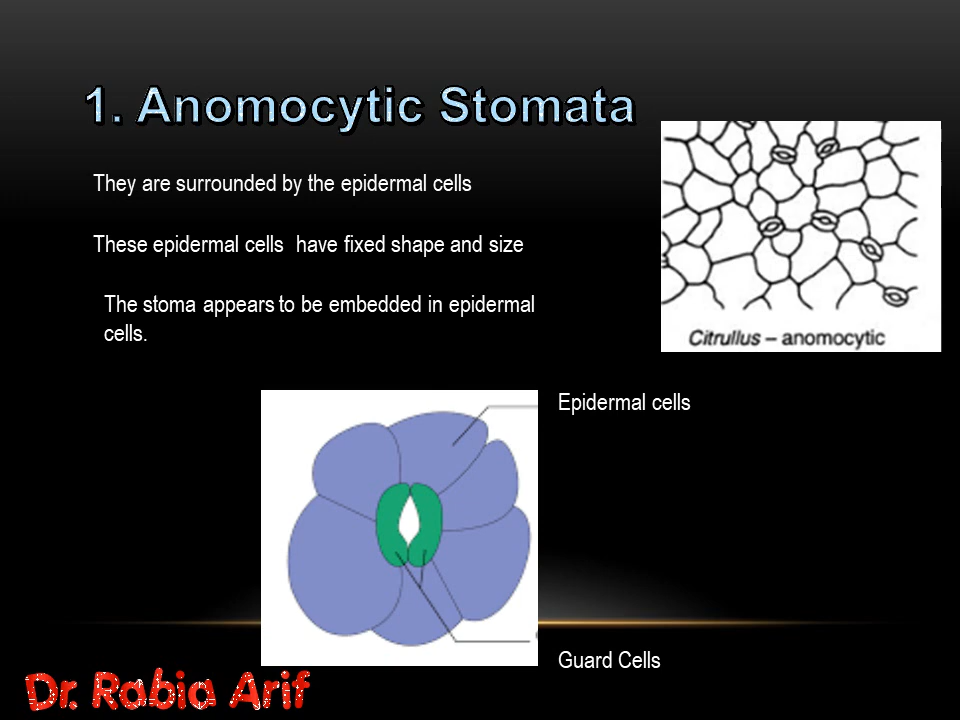 1. Anomocytic Stomata
They are surrounded by the epidermal cells
These epidermal cells have fixed shape and size
The stoma appears to be embedded in epidermal
cells.
Citrullus – anomocytic
Epidermal cells
Guard Cells
Dr. Rabia Arif